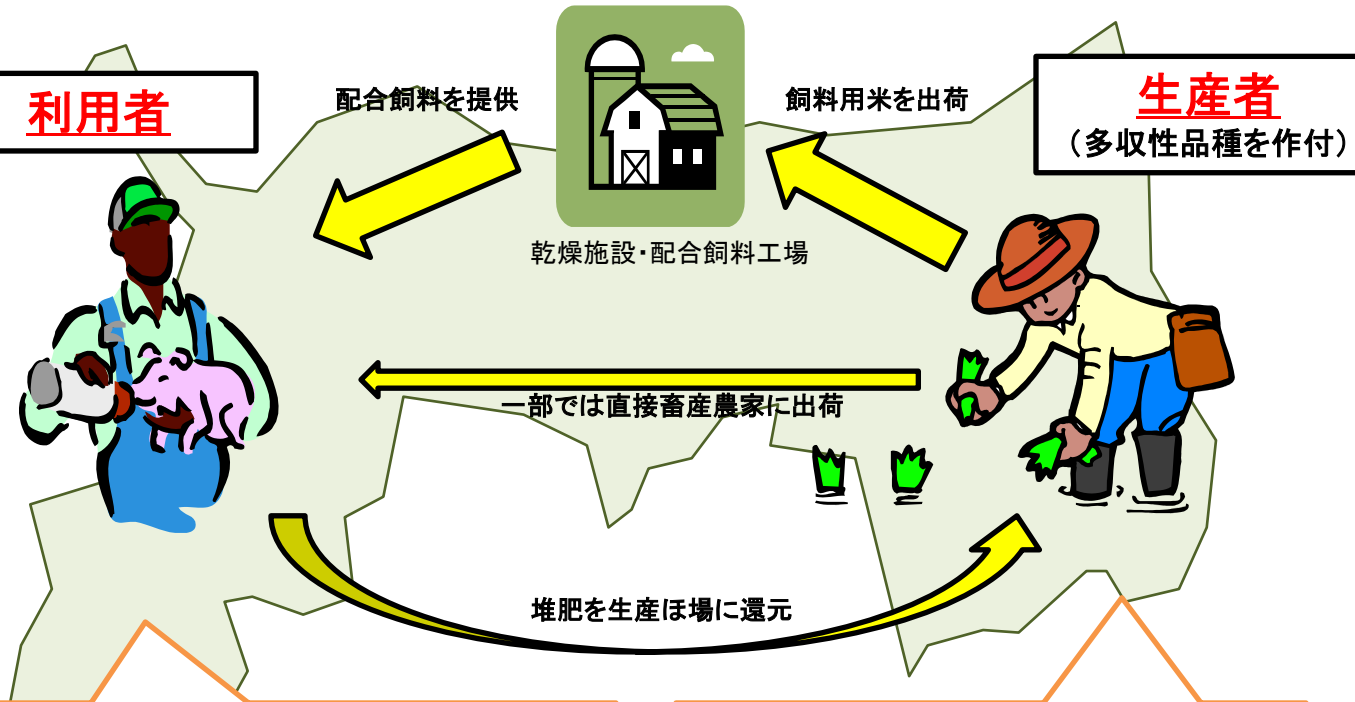 利用者
配合飼料を提供
飼料用米を出荷
生産者
（多収性品種を作付）
乾燥施設・配合飼料工場
一部では直接畜産農家に出荷
堆肥を生産ほ場に還元